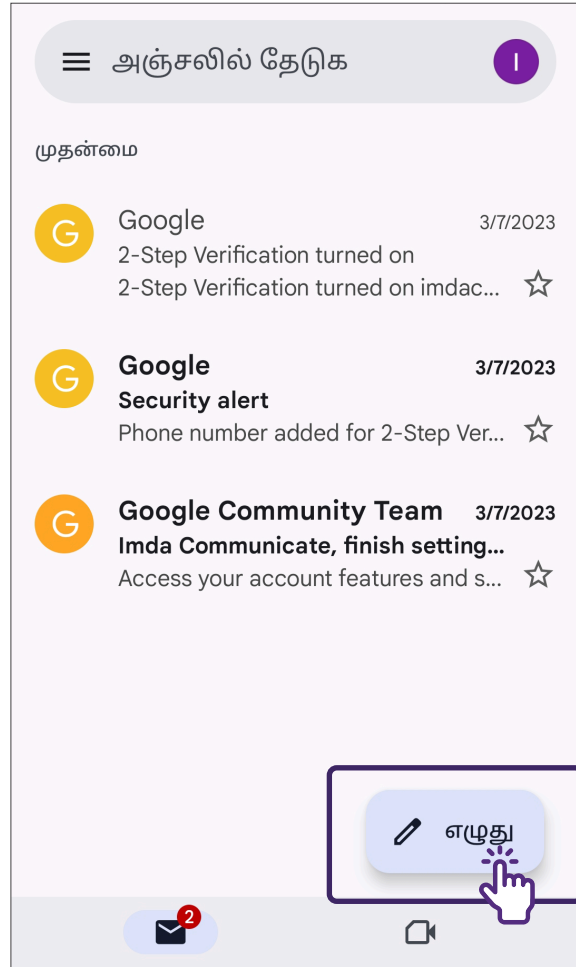 அஞ்சலில் தேடுக
I
முதன்மை
G
Google 3/7/2023
2-Step Verification turned on
2-Step Verification turned on imdac...
G
Google 3/7/2023
Security alert
Phone number added for 2-Step Ver...
G
Google Community Team 3/7/2023
Imda Communicate, finish setting...
Access your account features and s...
எழுது
2